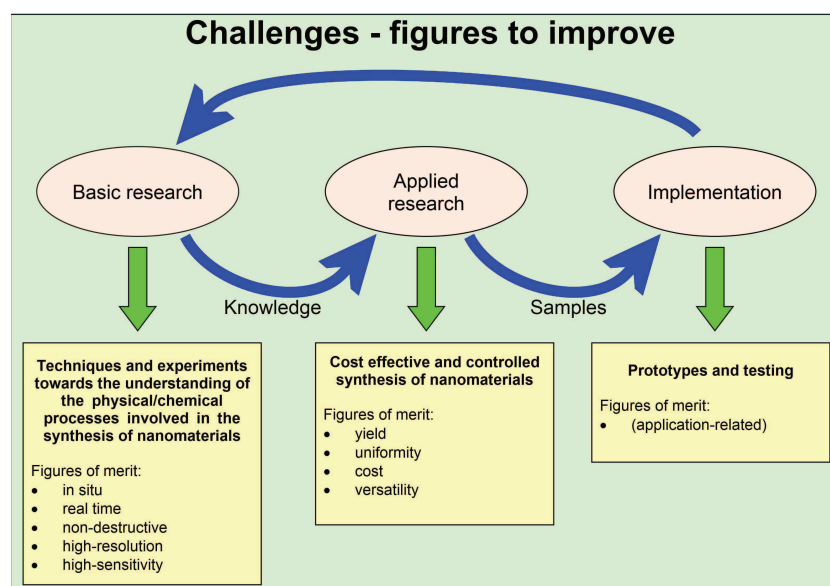 Challenges - figures to improve
Basic research
Applied
research
Implementation
Knowledge
Samples
Techniques and experiments
towards the understanding of
the physical/chemical
processes involved in the
synthesis of nanomaterials
Figures of merit:
• in situ
• real time
• non-destructive
• high-resolution
• high-sensitivity
Cost effective and controlled
synthesis of nanomaterials
Figures of merit:
• yield
• uniformity
• cost
• versatility
Prototypes and testing
Figures of merit:
• (application-related)